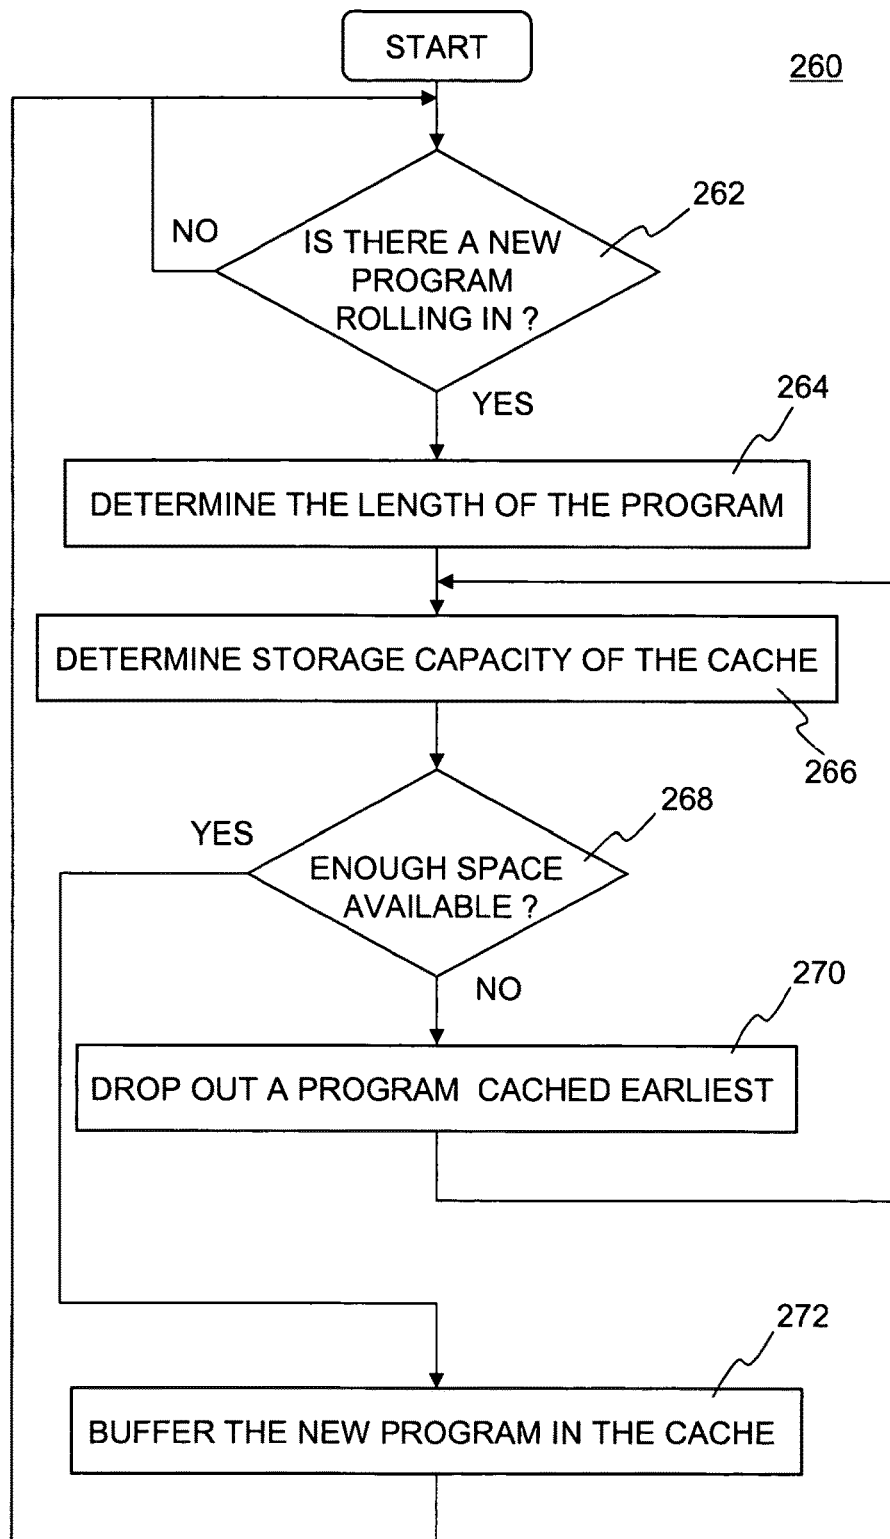 START
260
262
NO
IS THERE A NEW
PROGRAM
ROLLING IN ?
YES
264
DETERMINE THE LENGTH OF THE PROGRAM
DETERMINE STORAGE CAPACITY OF THE CACHE
266
268
YES
ENOUGH SPACE
AVAILABLE ?
NO
270
DROP OUT A PROGRAM CACHED EARLIEST
272
BUFFER THE NEW PROGRAM IN THE CACHE